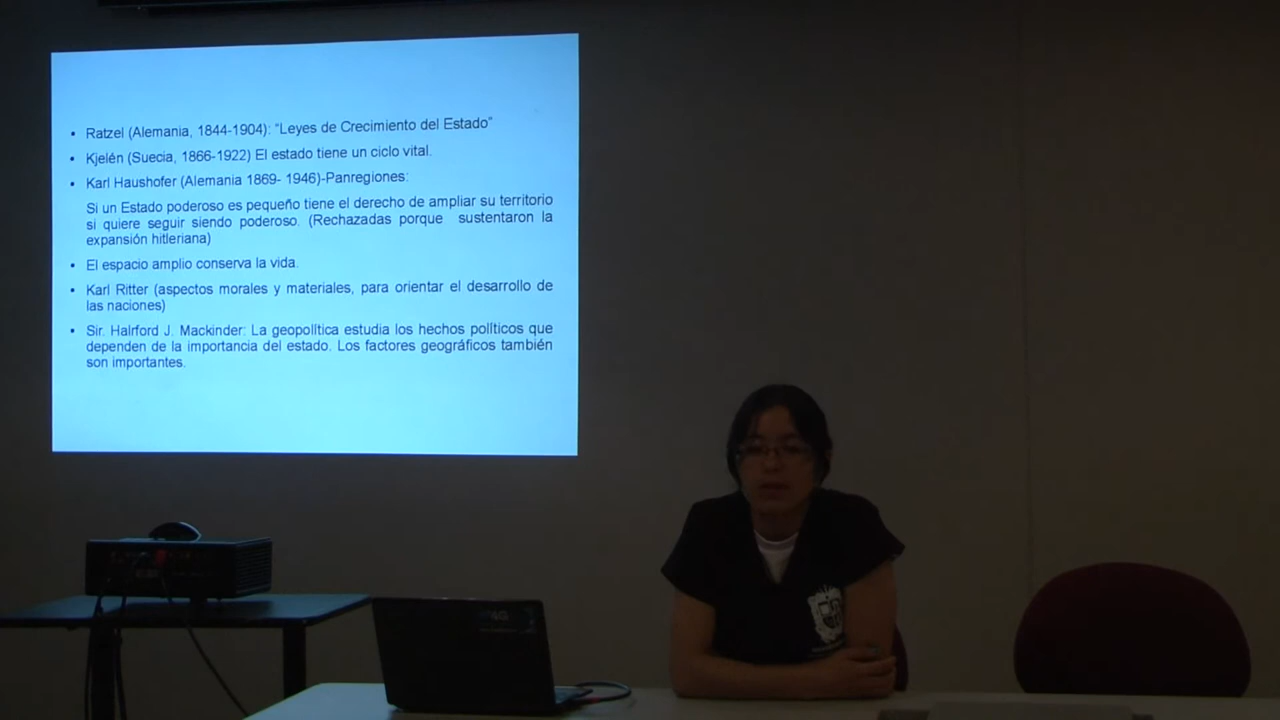 • Ratzel (Alemania, 1844-1904): “Leyes de Crecimiento del Estado”
• Kjelén (Suecia, 1866-1922) El estado tiene un ciclo vital.
• Karl Haushofer (Alemania 1869- 1946)-Panregiones:
Si un Estado poderoso es pequeño tiene el derecho de ampliar su territorio
si quiere seguir siendo poderoso. (Rechazadas porque sustentaron la
expansión hitleriana)
• El espacio amplio conserva la vida.
• Karl Ritter (aspectos morales y materiales, para orientar el desarrollo de
las naciones)
• Sir. Halrford J. Mackinder: La geopolítica estudia los hechos políticos que
dependen de la importancia del estado. Los factores geográficos también
son importantes.